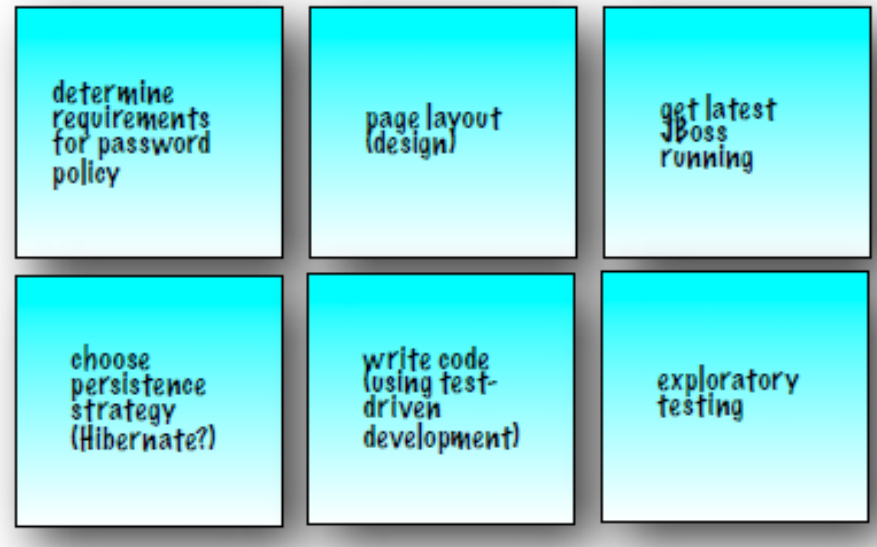 determine
requirements
for password
policy
page layout
(design)
get latest
JBoss
running
choose
persistence
strategy
(Hibernate?)
write code
(using test-
driven
development)
exploratory
testing